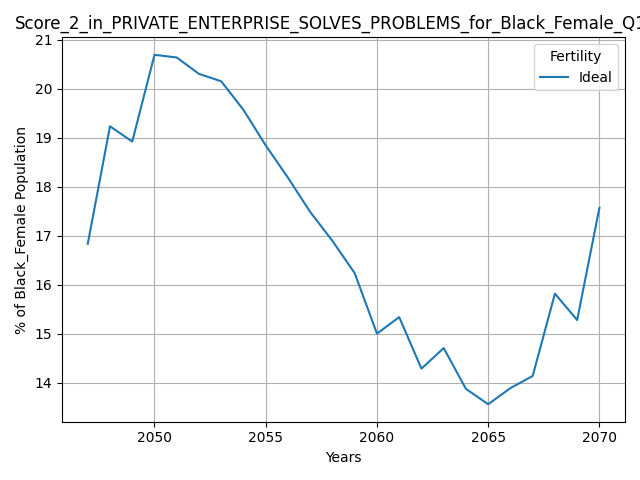 Score_2_in_PRIVATE_ENTERPRISE_SOLVES_PROBLEMS_for_Black_Female_Q1
Fertility
Ideal
% of Black_Female Population
21
20
19
18
17
16
15
14
2050 2055 2060 2065 2070
Years